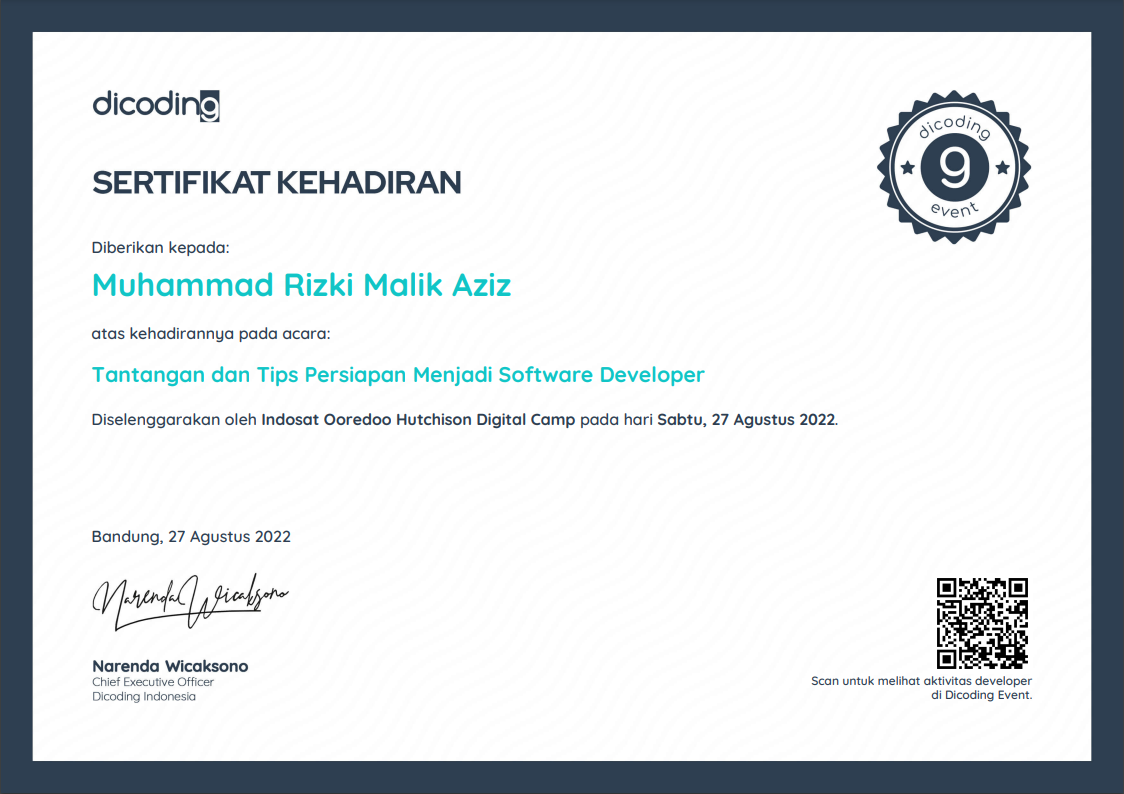 dicoding
SERTIFIKAT KEHADIRAN
dicoding
g
event
Diberikan kepada:
Muhammad Rizki Malik Aziz
atas kehadirannya pada acara:
Tantangan dan Tips Persiapan Menjadi Software Developer
Diselenggarakan oleh Indosat Ooredoo Hutchison Digital Camp pada hari Sabtu, 27 Agustus 2022.
Bandung, 27 Agustus 2022
Narenda Wicaksono
Narenda Wicaksono
Chief Executive Officer
Dicoding Indonesia
Scan untuk melihat aktivitas developer
di Dicoding Event.